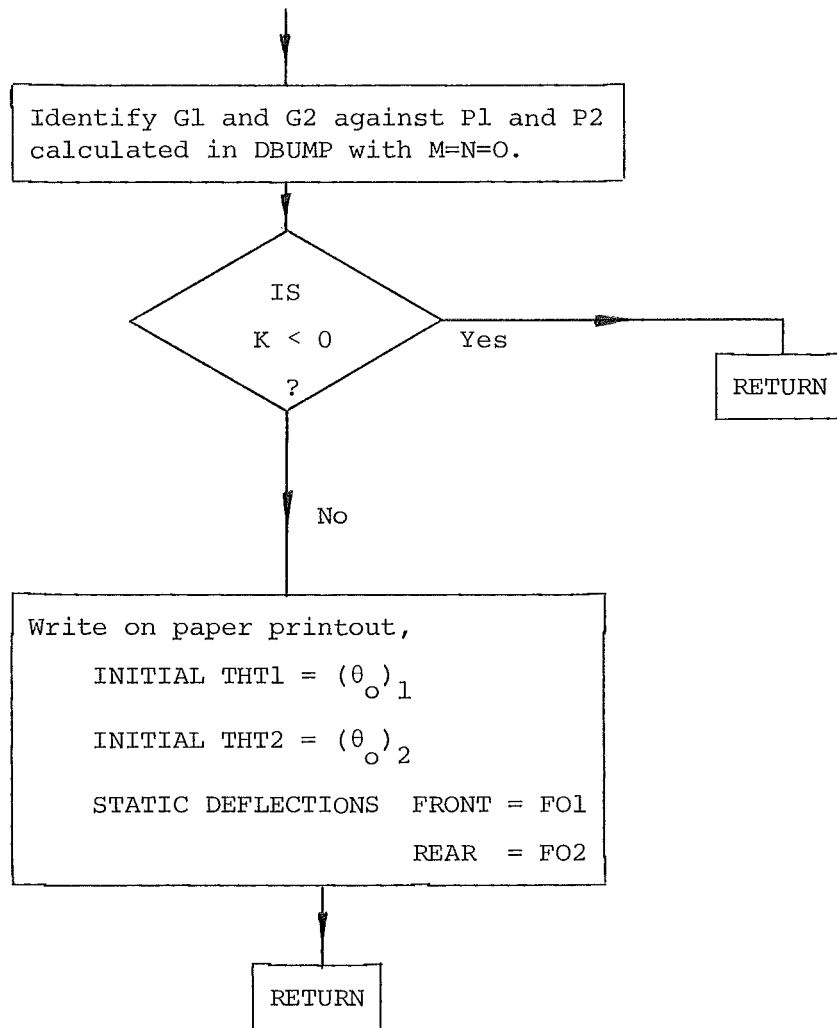 Identify G1 and G2 against P1 and P2
calculated in DBUMP with M=N=O.
IS
K < O
?
Yes
RETURN
No
Write on paper printout,
INITIAL THT1 = (θo)1
INITIAL THT2 = (θo)2
STATIC DEFLECTIONS FRONT = FO1
REAR = FO2
RETURN